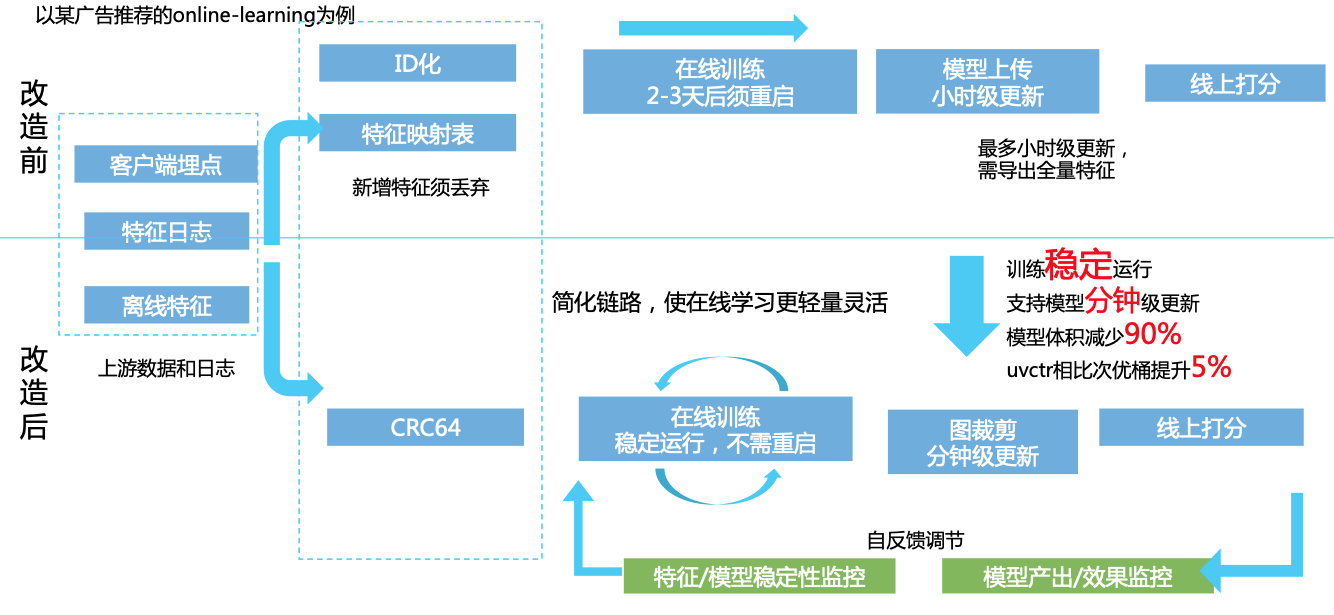 以某广告推荐的online-learning为例
改造前
ID化
特征映射表
新增特征须丢弃
在线训练
2-3天后须重启
模型上传
小时级更新
线上打分
最多小时级更新，
需导出全量特征
客户端埋点
特征日志
离线特征
上游数据和日志
改造后
CRC64
简化链路，使在线学习更轻量灵活
训练稳定运行
支持模型分钟级更新
模型体积减少90%
uvctr相比次优桶提升5%
在线训练
稳定运行，不需重启
图裁剪
分钟级更新
线上打分
自反馈调节
特征/模型稳定性监控
模型产出/效果监控